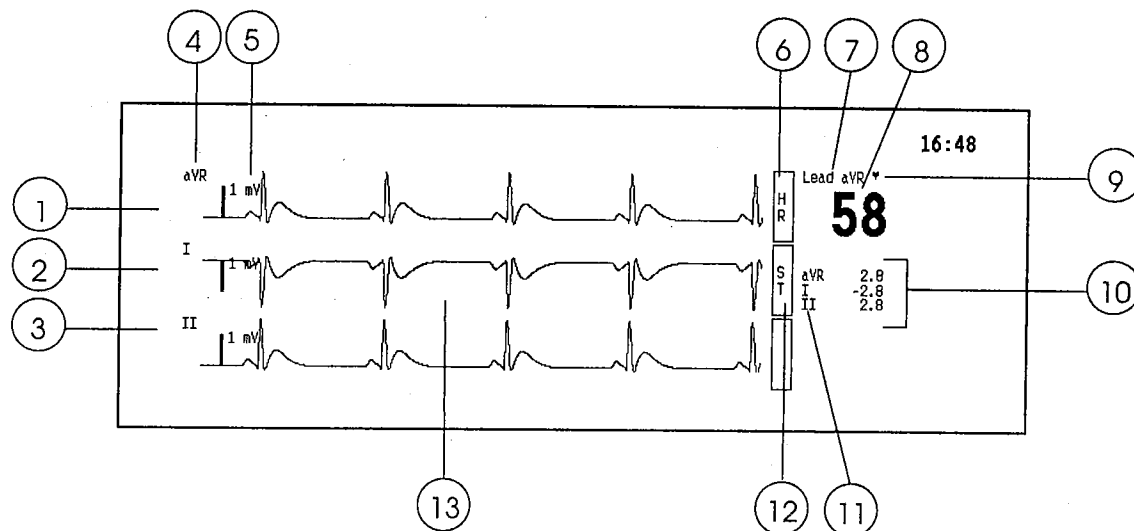 4 5 6 7 8
16:48
aVR Lead aVR ♥ 9
1 1 mV H R 58
I
2 1 mV S T aVR 2.8 10
I -2.8
II 2.8
3 II
1 mV
13 12 11